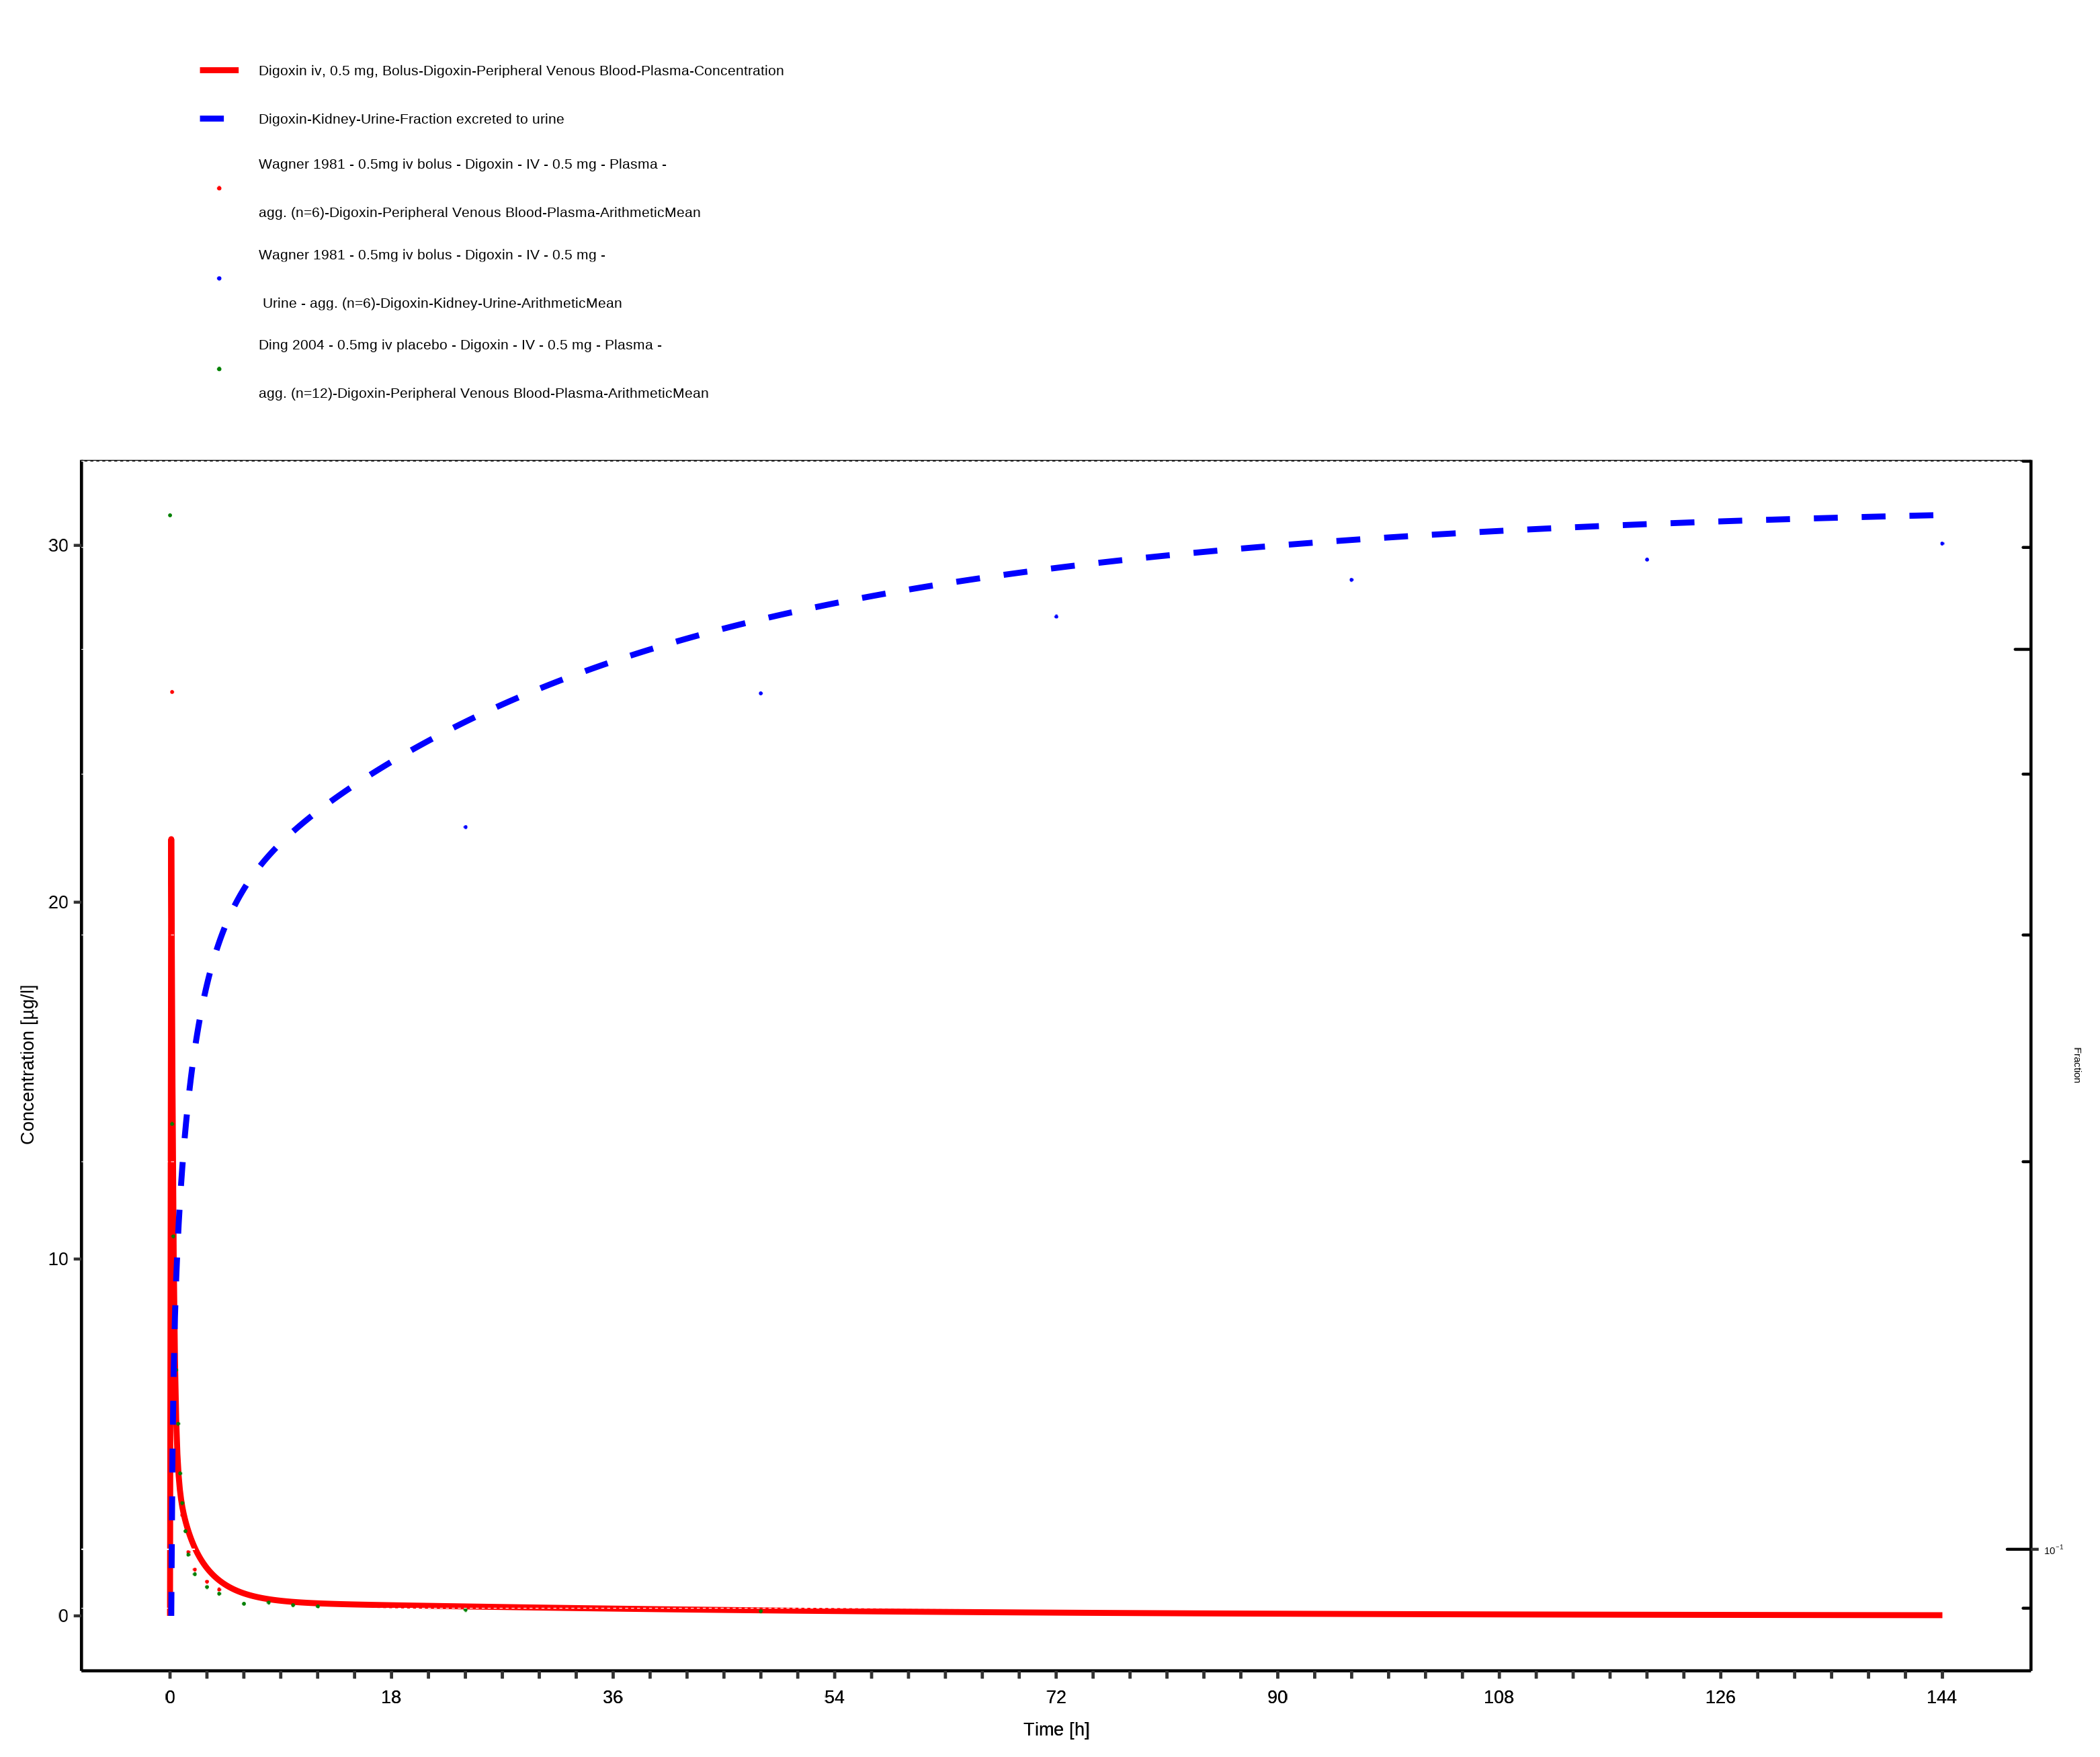 Digoxin iv, 0.5 mg, Bolus-Digoxin-Peripheral Venous Blood-Plasma-Concentration
Digoxin-Kidney-Urine-Fraction excreted to urine
Wagner 1981 - 0.5mg iv bolus - Digoxin - IV - 0.5 mg - Plasma -
agg. (n=6)-Digoxin-Peripheral Venous Blood-Plasma-ArithmeticMean
Wagner 1981 - 0.5mg iv bolus - Digoxin - IV - 0.5 mg -
Urine - agg. (n=6)-Digoxin-Kidney-Urine-ArithmeticMean
Ding 2004 - 0.5mg iv placebo - Digoxin - IV - 0.5 mg - Plasma -
agg. (n=12)-Digoxin-Peripheral Venous Blood-Plasma-ArithmeticMean
30
20
10
0
Concentration [µg/l]
Fraction
10⁻¹
0 18 36 54 72 90 108 126 144
Time [h]